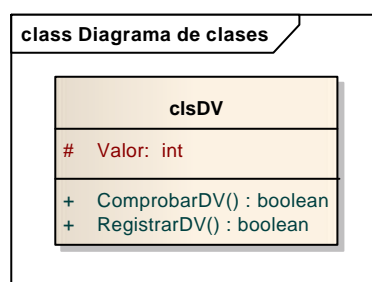 class Diagrama de clases
clsDV
# Valor: int
+ ComprobarDV() : boolean
+ RegistrarDV() : boolean